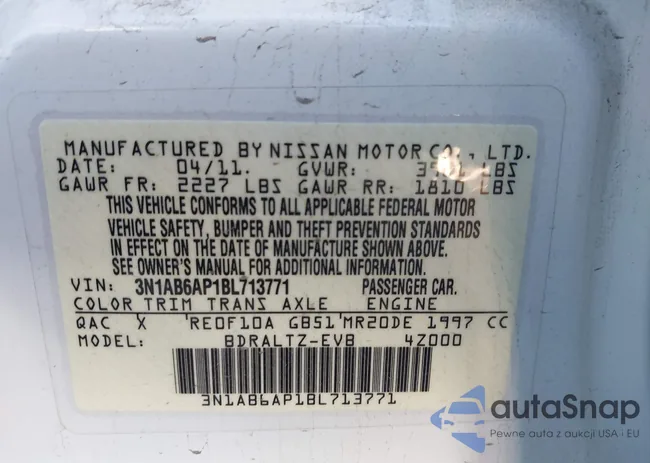 MANUFACTURED BY NISSAN MOTOR CO., LTD.
DATE: 04/11. GVWR: LBS
GAWR FR: 2227 LBS GAWR RR: 1810 LBS
THIS VEHICLE CONFORMS TO ALL APPLICABLE FEDERAL MOTOR
VEHICLE SAFETY, BUMPER AND THEFT PREVENTION STANDARDS
IN EFFECT ON THE DATE OF MANUFACTURE SHOWN ABOVE.
SEE OWNER'S MANUAL FOR ADDITIONAL INFORMATION.
VIN: 3N1AB6AP1BL713771 PASSENGER CAR.
COLOR TRIM TRANS AXLE ENGINE
QAC X RE0F10A GB51 MR20DE 1997 CC
MODEL: BDRALTZ-EVB 4Z000
3N1AB6AP1BL713771
autaSnap
Pewne auta z aukcji USA · EU